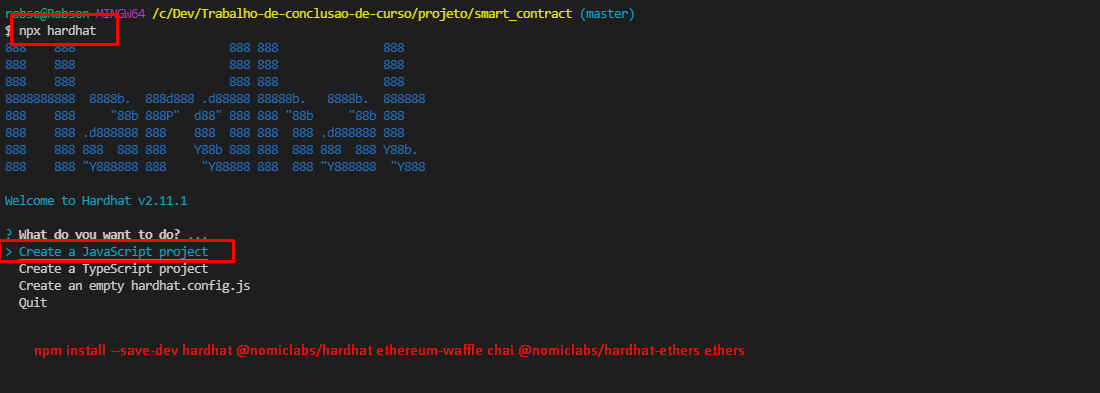 robso@Robson MINGW64 /c/Dev/Trabalho-de-conclusao-de-curso/projeto/smart_contract (master)
$ npx hardhat
888    888                      888 888               888
888    888                      888 888               888
888    888                      888 888               888
8888888888  8888b.  888d888 .d88888 88888b.   8888b.  888888
888    888     "88b 888P"  d88" 888 888 "88b     "88b 888
888    888 .d888888 888    888  888 888  888 .d888888 888
888    888 888  888 888    Y88b 888 888  888 888  888 Y88b.
888    888 "Y888888 888     "Y88888 888  888 "Y888888  "Y888
Welcome to Hardhat v2.11.1
? What do you want to do? ...
> Create a JavaScript project
Create a TypeScript project
Create an empty hardhat.config.js
Quit
npm install --save-dev hardhat @nomiclabs/hardhat ethereum-waffle chai @nomiclabs/hardhat-ethers ethers